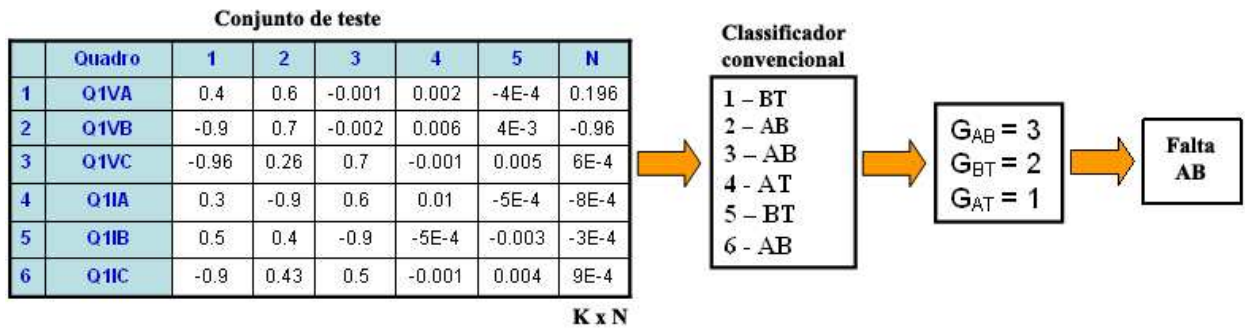 Conjunto de teste
Quadro 1 2 3 4 5 N
1 Q1VA 0.4 0.6 -0.001 0.002 -4E-4 0.196
2 Q1VB -0.9 0.7 -0.002 0.006 4E-3 -0.96
3 Q1VC -0.96 0.26 0.7 -0.001 0.005 6E-4
4 Q1IA 0.3 -0.9 0.6 0.01 -5E-4 -8E-4
5 Q1IB 0.5 0.4 -0.9 -5E-4 -0.003 -3E-4
6 Q1IC -0.9 0.43 0.5 -0.001 0.004 9E-4
K x N
Classificador
convencional
1 – BT
2 – AB
3 – AB
4 - AT
5 – BT
6 - AB
GAB = 3
GBT = 2
GAT = 1
Falta
AB